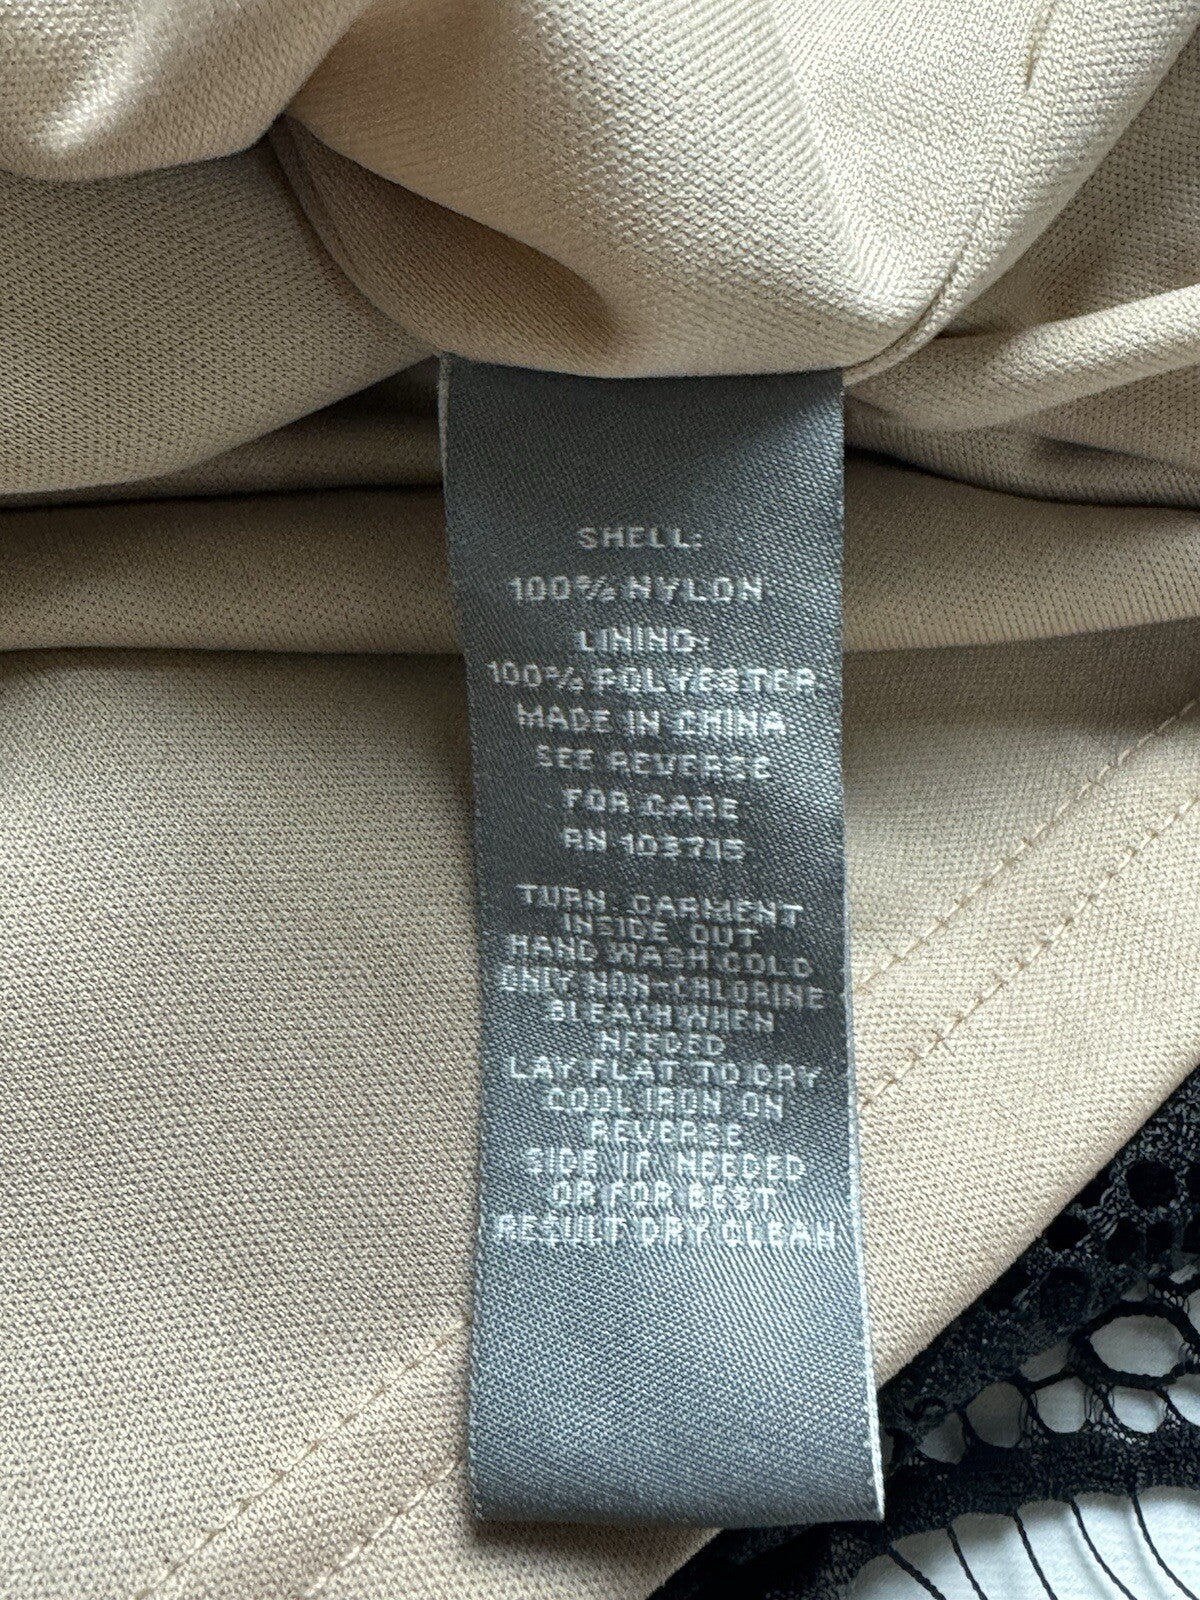 SHELL:
100% NYLON
LINING:
100% POLYESTER
MADE IN CHINA
SEE REVERSE
FOR CARE
RN 103715
TURN GARMENT
INSIDE OUT
HAND WASH COLD
ONLY NON-CHLORINE
BLEACH WHEN
NEEDED
LAY FLAT TO DRY
COOL IRON ON
REVERSE
SIDE IF NEEDED
OR FOR BEST
RESULT DRY CLEAN